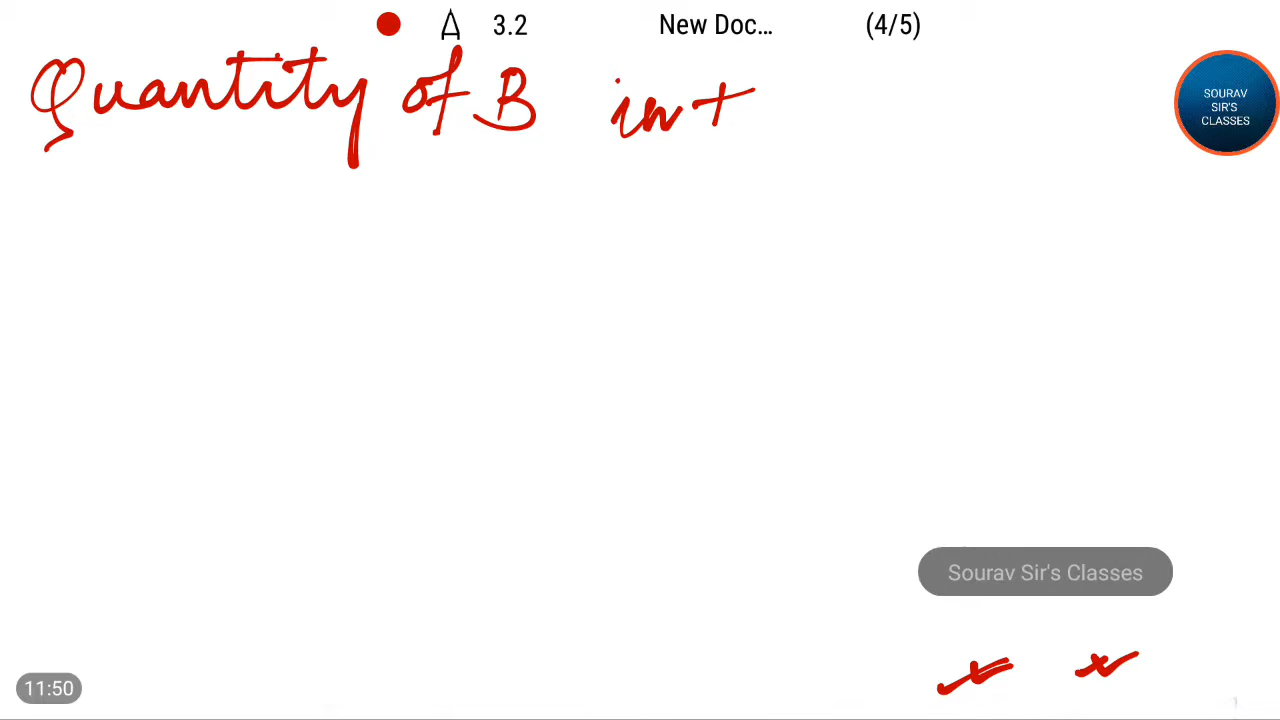 3.2 New Doc... (4/5)
Quantity of B in
SOURAV
SIR'S
CLASSES
Sourav Sir's Classes
11:50